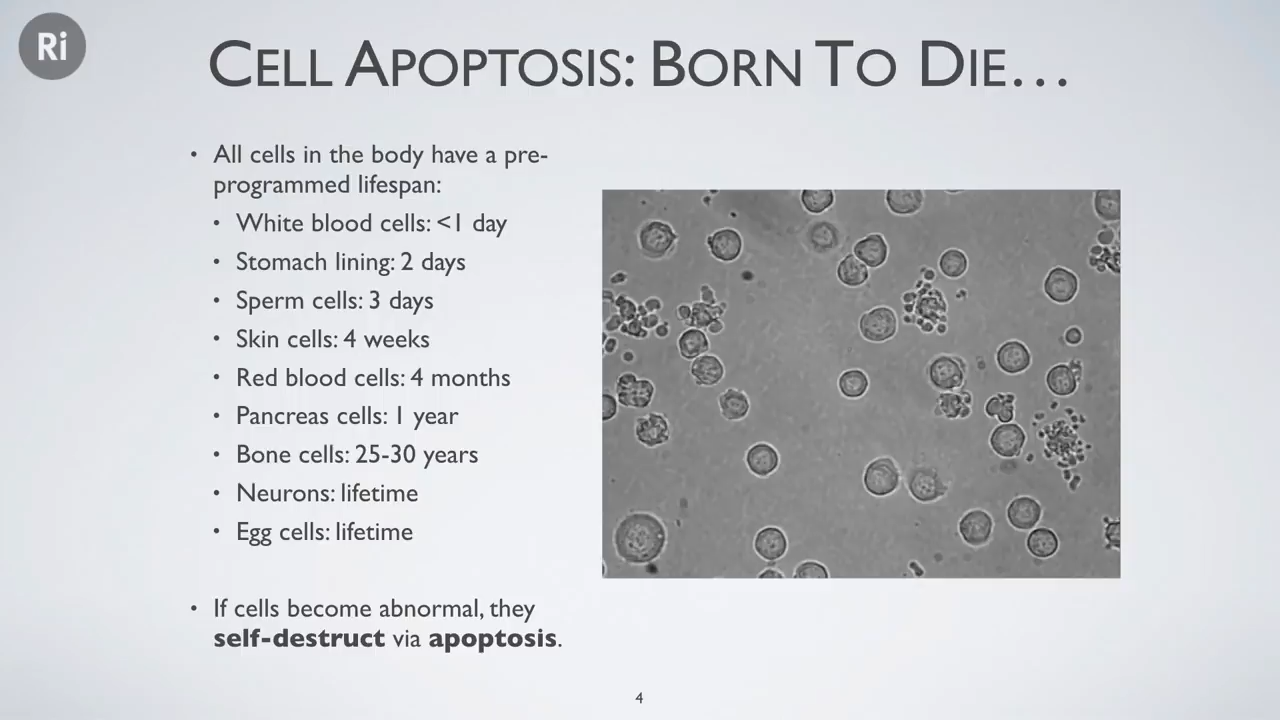 Ri
CELL APOPTOSIS: BORN TO DIE…
• All cells in the body have a pre-
programmed lifespan:
• White blood cells: <1 day
• Stomach lining: 2 days
• Sperm cells: 3 days
• Skin cells: 4 weeks
• Red blood cells: 4 months
• Pancreas cells: 1 year
• Bone cells: 25-30 years
• Neurons: lifetime
• Egg cells: lifetime
• If cells become abnormal, they
self-destruct via apoptosis.
4